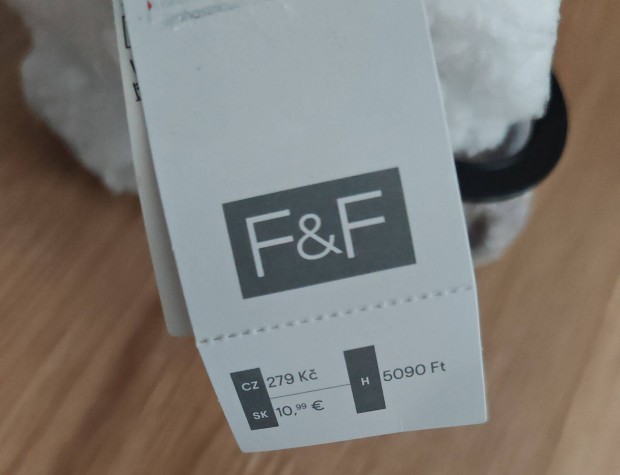 F&F
CZ 279 Kč
SK 10,99 €
H 5090 Ft